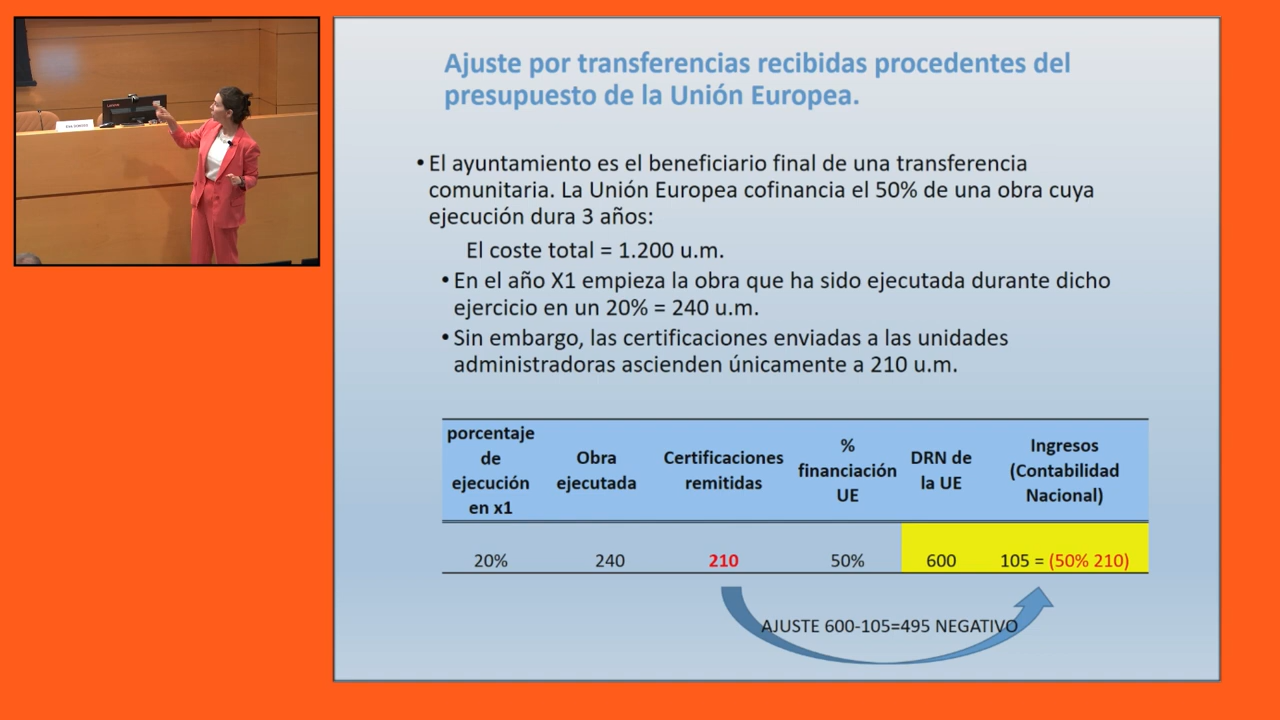 Ajuste por transferencias recibidas procedentes del
presupuesto de la Unión Europea.
• El ayuntamiento es el beneficiario final de una transferencia
comunitaria. La Unión Europea cofinancia el 50% de una obra cuya
ejecución dura 3 años:
El coste total = 1.200 u.m.
• En el año X1 empieza la obra que ha sido ejecutada durante dicho
ejercicio en un 20% = 240 u.m.
• Sin embargo, las certificaciones enviadas a las unidades
administradoras ascienden únicamente a 210 u.m.
porcentaje de ejecución en x1 Obra ejecutada Certificaciones remitidas % financiación UE DRN de la UE Ingresos (Contabilidad Nacional)
20% 240 210 50% 600 105 = (50% 210)
AJUSTE 600-105=495 NEGATIVO